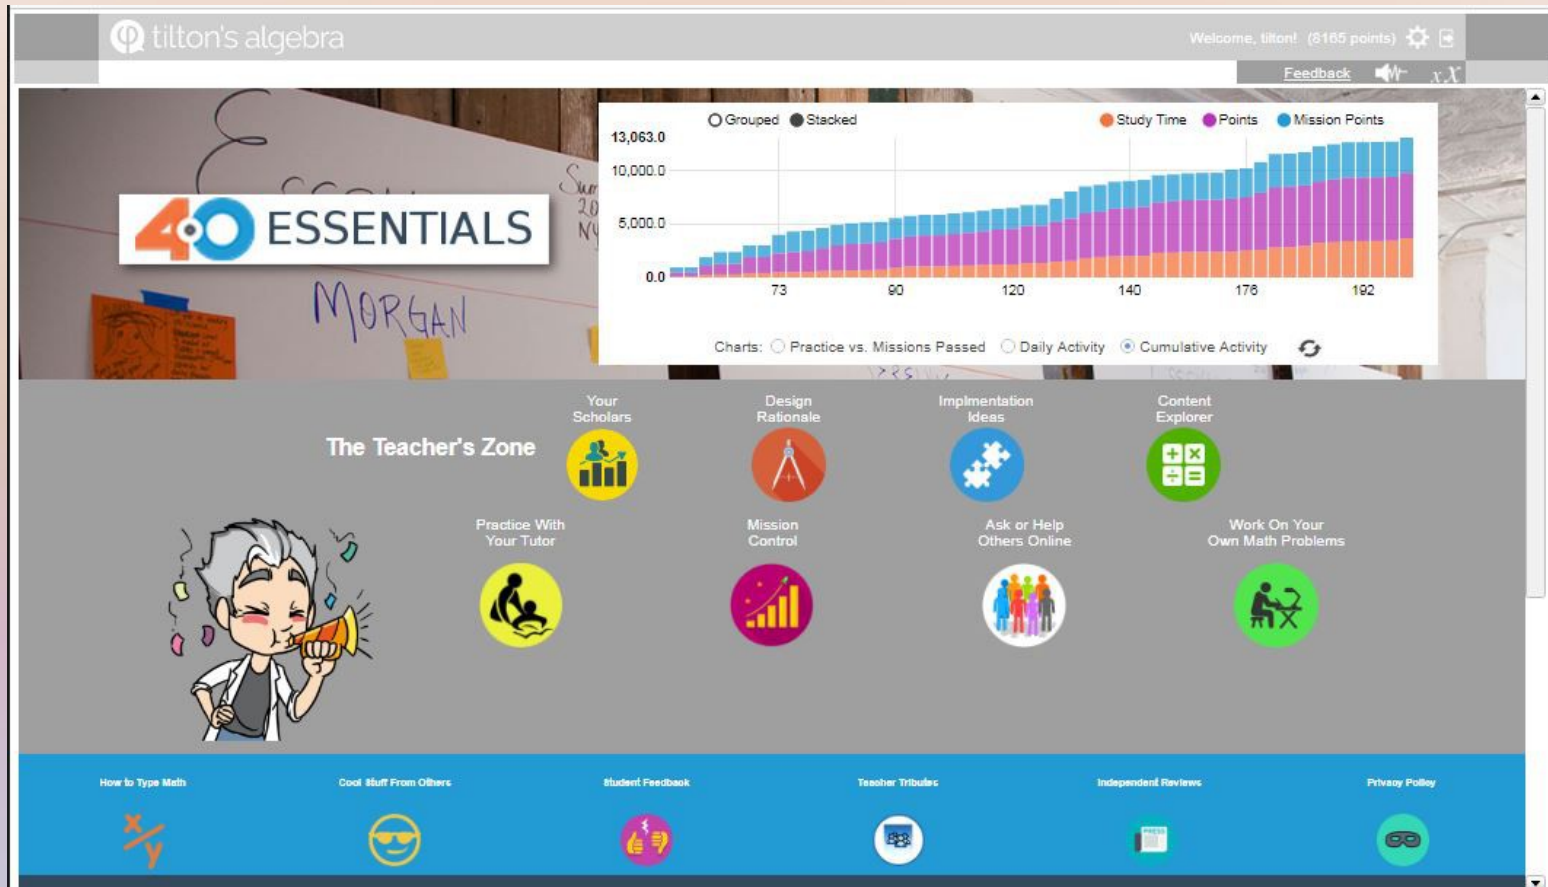 tilton's algebra
Welcome, tilton! (8165 points)
Feedback
xX
MORGAN
40 ESSENTIALS
Grouped Stacked
Study Time Points Mission Points
13,063.0
10,000.0
5,000.0
0.0
73 90 120 140 176 192
Charts: Practice vs. Missions Passed Daily Activity Cumulative Activity
The Teacher's Zone
Your
Scholars
Design
Rationale
Implmentation
Ideas
Content
Explorer
Practice With
Your Tutor
Mission
Control
Ask or Help
Others Online
Work On Your
Own Math Problems
How to Type Math
Cool Stuff From Others
Student Feedback
Teacher Tributes
Independent Reviews
Privacy Policy
x/y
PRESS